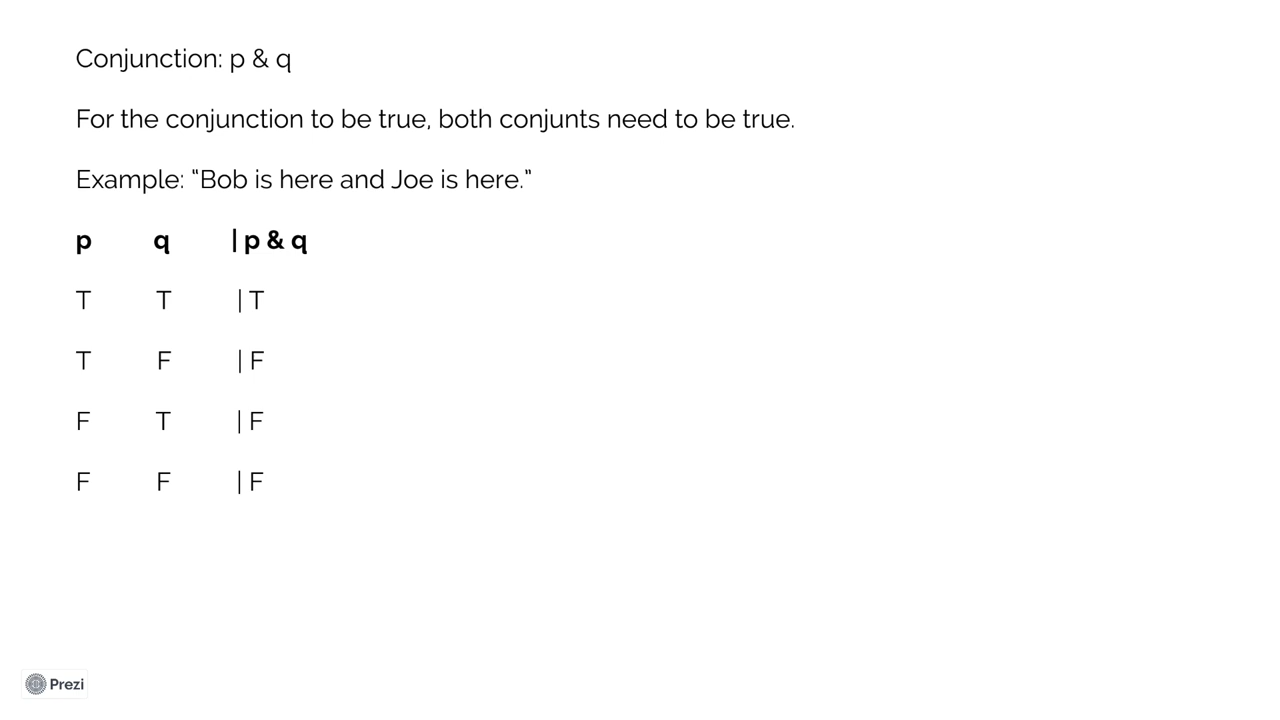 Conjunction: p & q
For the conjunction to be true, both conjunts need to be true.
Example: “Bob is here and Joe is here.”
p q | p & q
T T | T
T F | F
F T | F
F F | F
Prezi